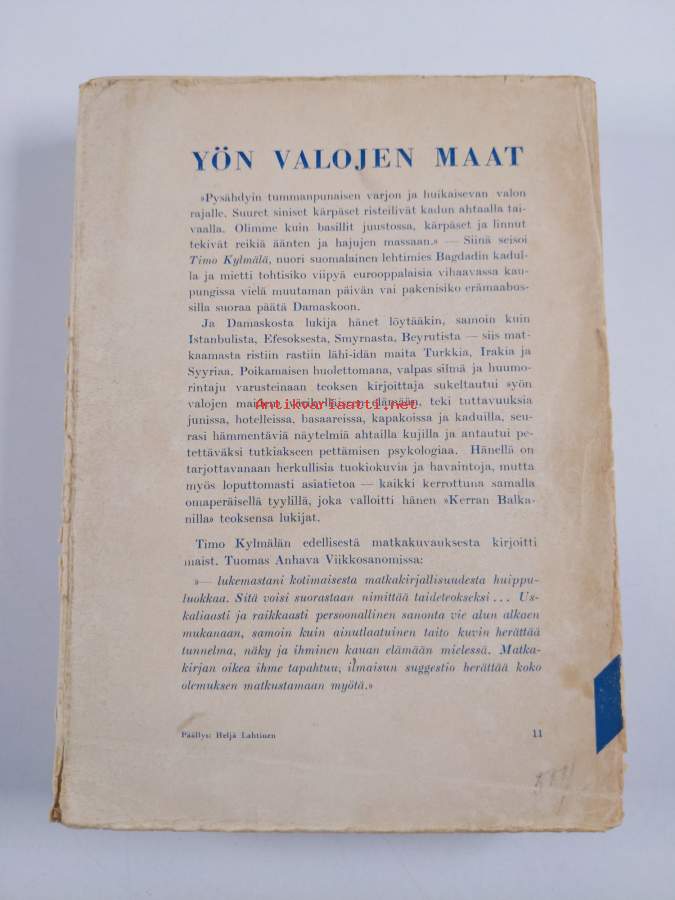 YÖN VALOJEN MAAT
»Pysähdyin tummanpunaisen varjon ja huikaisevan valon
rajalle. Suuret siniset kärpäset risteilivät kadun ahtaalla tai-
vaalla. Olimme kuin basillit juustossa, kärpäset ja linnut
tekivät reikiä äänten ja hajujen massaan.» — Siinä seisoi
Timo Kylmälä, nuori suomalainen lehtimies Bagdadin kadul-
la ja mietti tohtisiko viipyä eurooppalaisia vihaavassa kau-
pungissa vielä muutaman päivän vai pakenisiko erämaabus-
silla suoraa päätä Damaskoon.
Ja Damaskosta lukija hänet löytääkin, samoin kuin
Istanbulista, Efesoksesta, Smyrnasta, Beyrutista — siis mat-
kaamasta ristiin rastiin lähi-idän maita Turkkia, Irakia ja
Syyriaa. Poikamaisen huolettomana, valpas silmä ja huumo-
rintaju varusteinaan teoksen kirjoittaja sukeltautui »yön
valojen maitten» elämään, teki tuttavuuksia
Antikvariaatti.net
junissa, hotelleissa, basaareissa, kapakoissa ja kaduilla, seu-
rasi hämmentäviä näytelmiä ahtailla kujilla ja antautui pe-
tettäväksi tutkiakseen pettämisen psykologiaa. Hänellä on
tarjottavanaan herkullisia tuokiokuvia ja havaintoja, mutta
myös loputtomasti asiatietoa — kaikki kerrottuna samalla
omaperäisellä tyylillä, joka valloitti hänen »Kerran Balka-
nilla» teoksensa lukijat.
Timo Kylmälän edellisestä matkakuvauksesta kirjoitti
maist. Tuomas Anhava Viikkosanomissa:
»— lukemastani kotimaisesta matkakirjallisuudesta huippu-
luokkaa. Sitä voisi suorastaan nimittää taideteokseksi... Us-
kaliaasti ja raikkaasti persoonallinen sanonta vie alun alkaen
mukanaan, samoin kuin ainutlaatuinen taito kuvin herättää
tunnelma, näky ja ihminen kauan elämään mielessä. Matka-
kirjan oikea ihme tapahtuu, ilmaisun suggestio herättää koko
olemuksen matkustamaan myötä.»
Päällys: Heljä Lahtinen 11